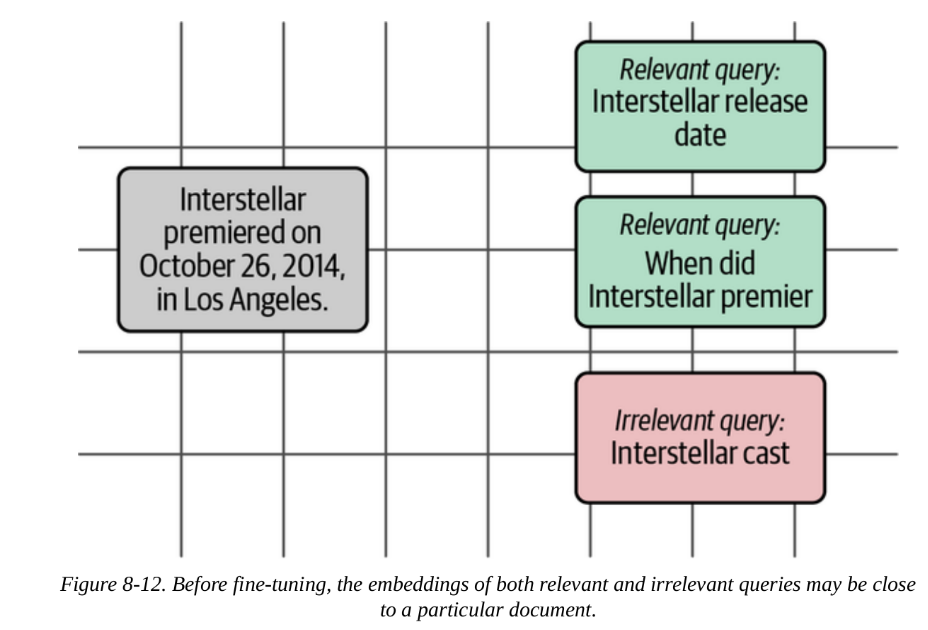 Relevant query:
Interstellar release
date
Interstellar
premiered on
October 26, 2014,
in Los Angeles.
Relevant query:
When did
Interstellar premier
Irrelevant query:
Interstellar cast
Figure 8-12. Before fine-tuning, the embeddings of both relevant and irrelevant queries may be close
to a particular document.